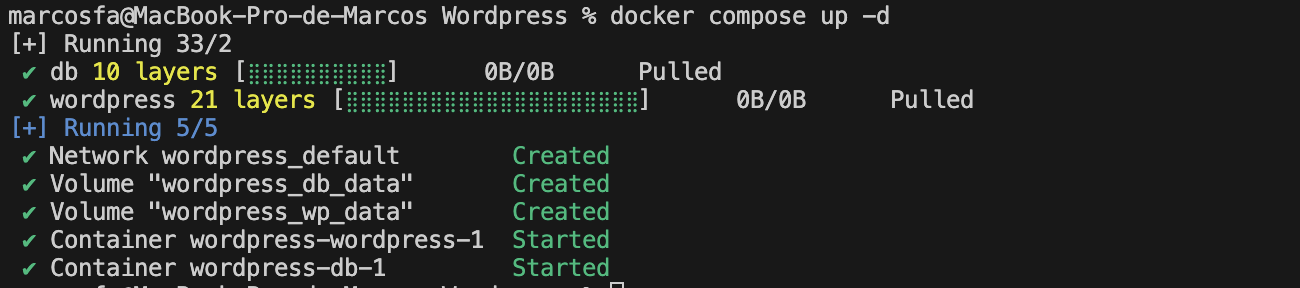 marcosfa@MacBook-Pro-de-Marcos Wordpress % docker compose up -d
[+] Running 33/2
✔ db 10 layers [⣿⣿⣿⣿⣿⣿⣿⣿⣿⣿] 0B/0B Pulled
✔ wordpress 21 layers [⣿⣿⣿⣿⣿⣿⣿⣿⣿⣿⣿⣿⣿⣿⣿⣿⣿⣿⣿⣿⣿] 0B/0B Pulled
[+] Running 5/5
✔ Network wordpress_default Created
✔ Volume "wordpress_db_data" Created
✔ Volume "wordpress_wp_data" Created
✔ Container wordpress-wordpress-1 Started
✔ Container wordpress-db-1 Started